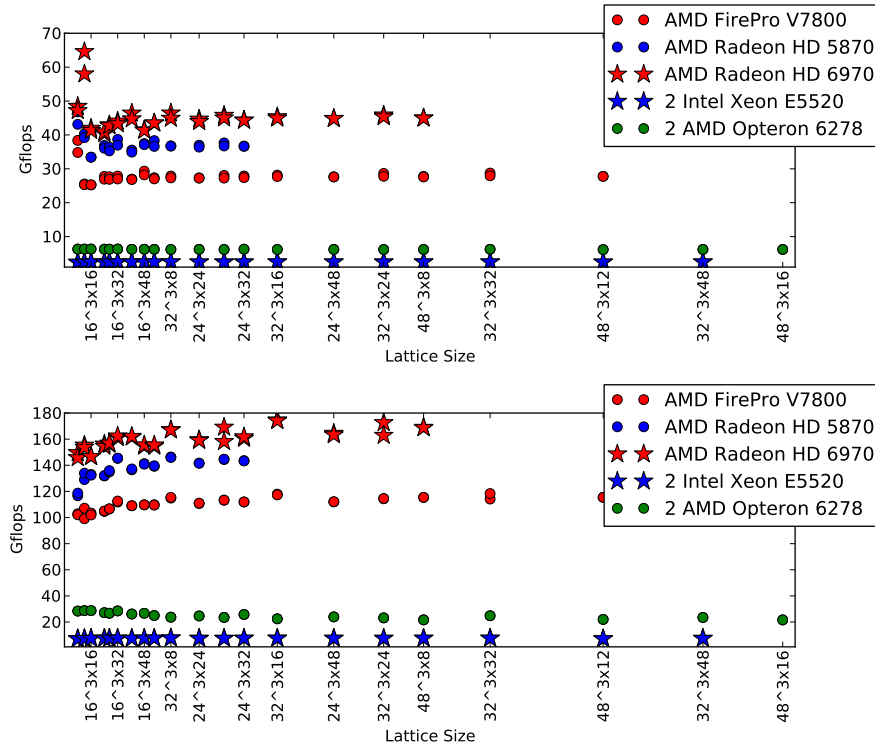 70
60
50
40
30
20
10
Gflops
AMD FirePro V7800
AMD Radeon HD 5870
AMD Radeon HD 6970
2 Intel Xeon E5520
2 AMD Opteron 6278
16^3x16
16^3x32
16^3x48
32^3x8
24^3x24
24^3x32
32^3x16
24^3x48
32^3x24
48^3x8
32^3x32
48^3x12
32^3x48
48^3x16
Lattice Size
180
160
140
120
100
80
60
40
20
Gflops
AMD FirePro V7800
AMD Radeon HD 5870
AMD Radeon HD 6970
2 Intel Xeon E5520
2 AMD Opteron 6278
16^3x16
16^3x32
16^3x48
32^3x8
24^3x24
24^3x32
32^3x16
24^3x48
32^3x24
48^3x8
32^3x32
48^3x12
32^3x48
48^3x16
Lattice Size